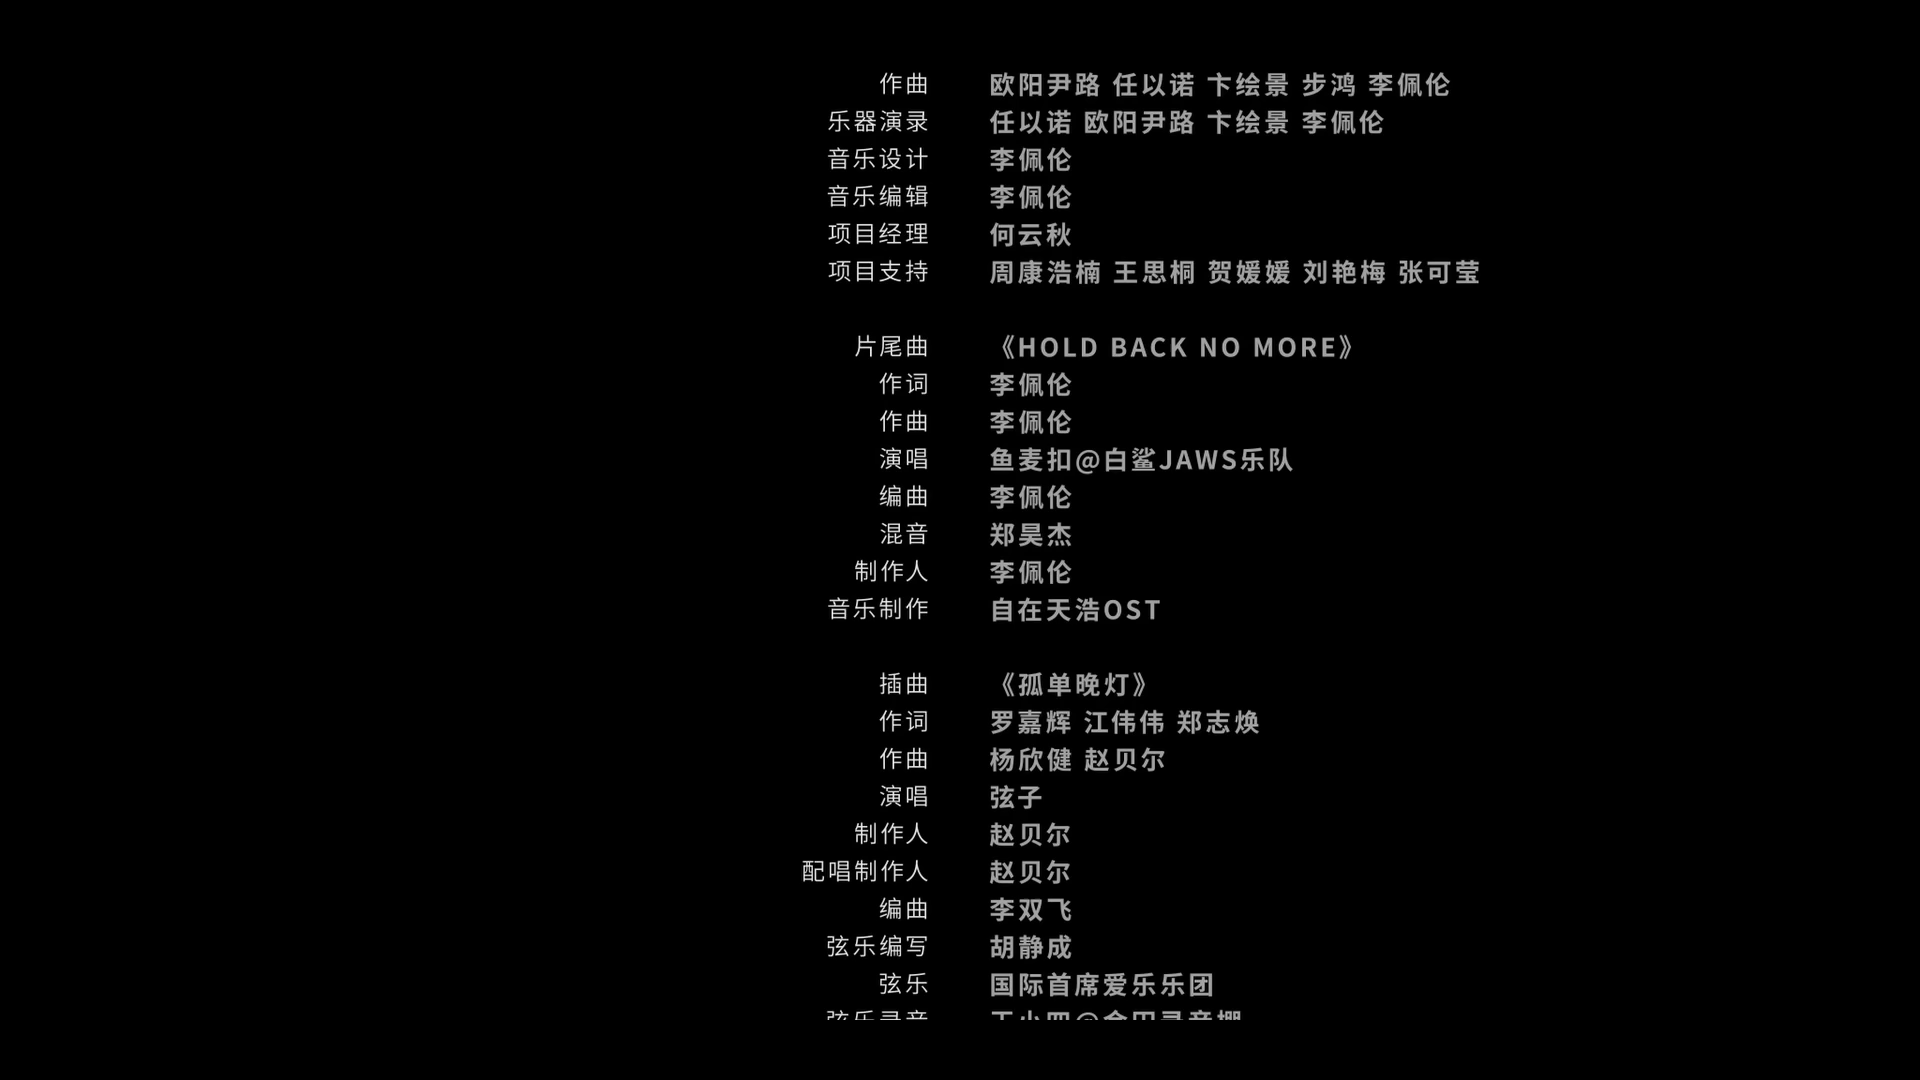 作曲 欧阳尹路 任以诺 卞绘景 步鸿 李佩伦
乐器演录 任以诺 欧阳尹路 卞绘景 李佩伦
音乐设计 李佩伦
音乐编辑 李佩伦
项目经理 何云秋
项目支持 周康浩楠 王思桐 贺媛媛 刘艳梅 张可莹
片尾曲 《HOLD BACK NO MORE》
作词 李佩伦
作曲 李佩伦
演唱 鱼麦扣@白鲨JAWS乐队
编曲 李佩伦
混音 郑昊杰
制作人 李佩伦
音乐制作 自在天浩OST
插曲 《孤单晚灯》
作词 罗嘉辉 江伟伟 郑志焕
作曲 杨欣健 赵贝尔
演唱 弦子
制作人 赵贝尔
配唱制作人 赵贝尔
编曲 李双飞
弦乐编写 胡静成
弦乐 国际首席爱乐乐团
弦乐录音